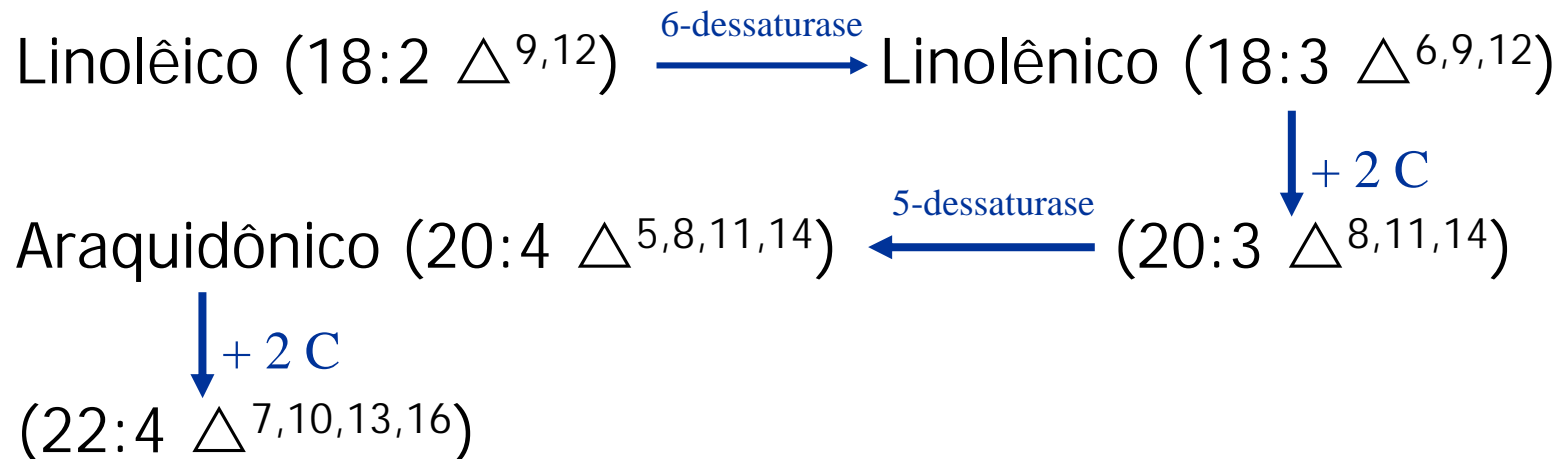 6-dessaturase
Linolêico (18:2 △9,12) Linolênico (18:3 △6,9,12)
+ 2 C
5-dessaturase
Araquidônico (20:4 △5,8,11,14) (20:3 △8,11,14)
+ 2 C
(22:4 △7,10,13,16)